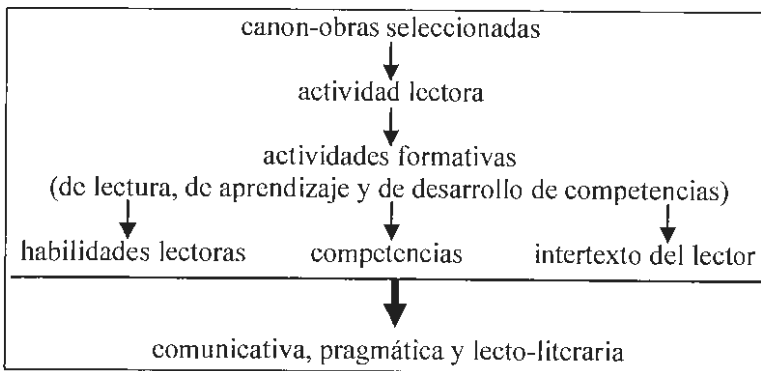 canon-obras seleccionadas
actividad lectora
actividades formativas
(de lectura, de aprendizaje y de desarrollo de competencias)
habilidades lectoras competencias intertexto del lector
comunicativa, pragmática y lecto-literaria